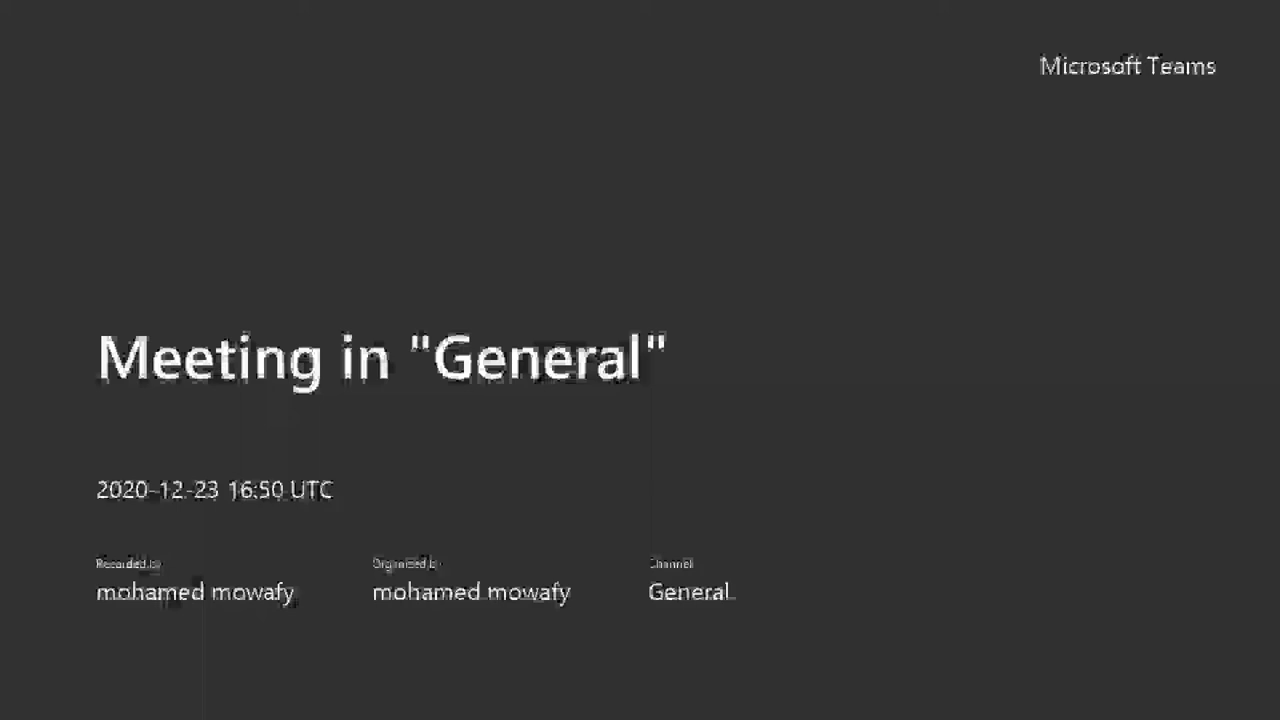 Microsoft Teams
Meeting in "General"
2020-12-23 16:50 UTC
Recorded by
Organized by
Channel
mohamed mowafy
mohamed mowafy
General